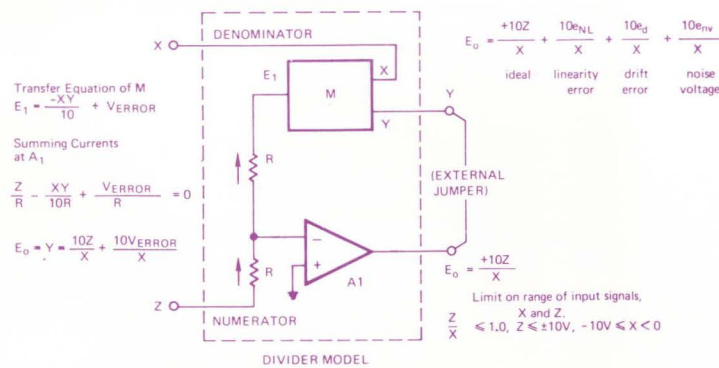 X
DENOMINATOR
E₁
X
M
Y
Y
R
(EXTERNAL
JUMPER)
R
−
+
A1
Z
NUMERATOR
DIVIDER MODEL
Transfer Equation of M
E₁ = -XY/10 + VERROR
Summing Currents
at A₁
Z/R - XY/10R + VERROR/R = 0
Eₒ = Y = 10Z/X + 10VERROR/X
Eₒ = +10Z/X + 10eNL/X + 10ed/X + 10env/X
ideal linearity drift noise
error error voltage
Eₒ = +10Z/X
Limit on range of input signals,
X and Z.
Z/X ⩽ 1.0, Z ⩽ ±10V, -10V ⩽ X < 0